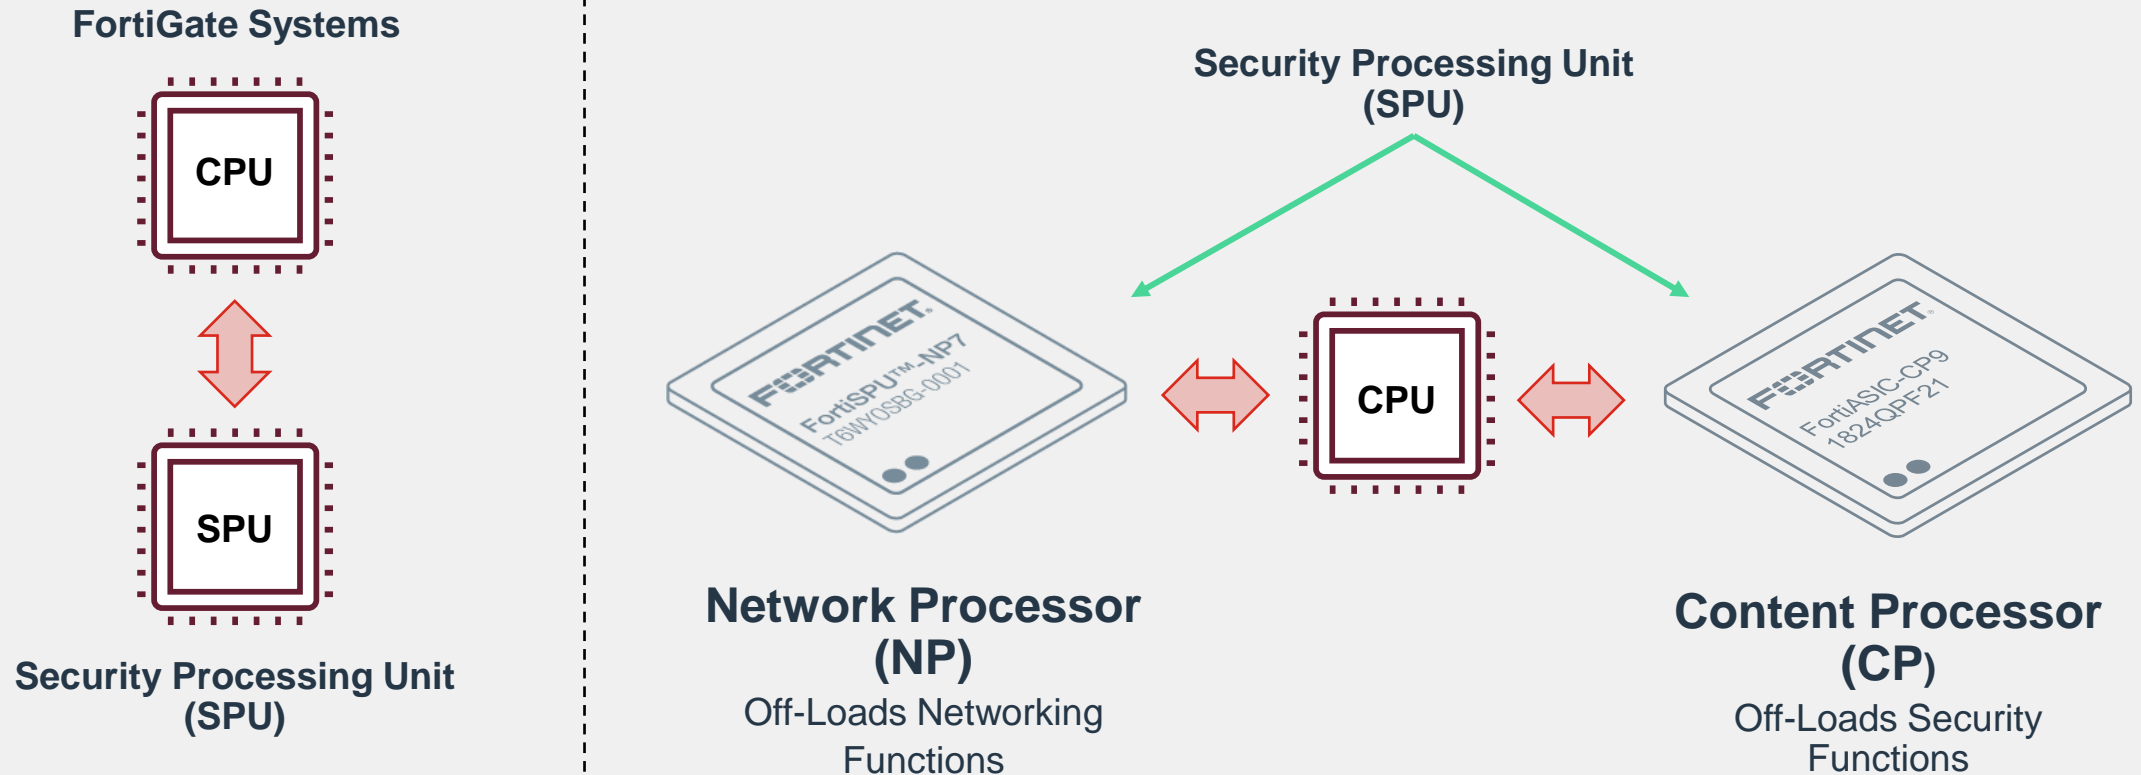 FortiGate Systems
CPU
SPU
Security Processing Unit
(SPU)
Security Processing Unit
(SPU)
FORTINET®
FortiSPU™-NP7
T6WYOSBG-0001
CPU
FORTINET®
FortiASIC-CP9
1824QPF21
Network Processor
(NP)
Off-Loads Networking
Functions
Content Processor
(CP)
Off-Loads Security
Functions